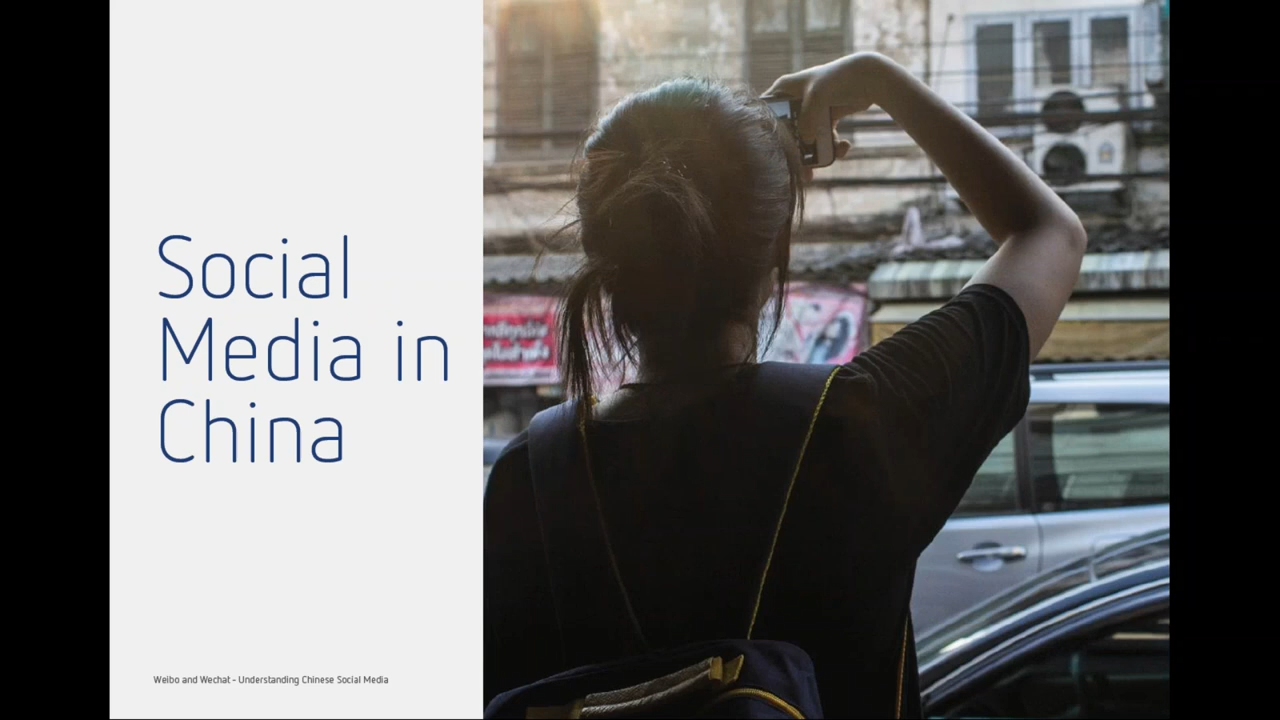 Social
Media in
China
Weibo and Wechat - Understanding Chinese Social Media